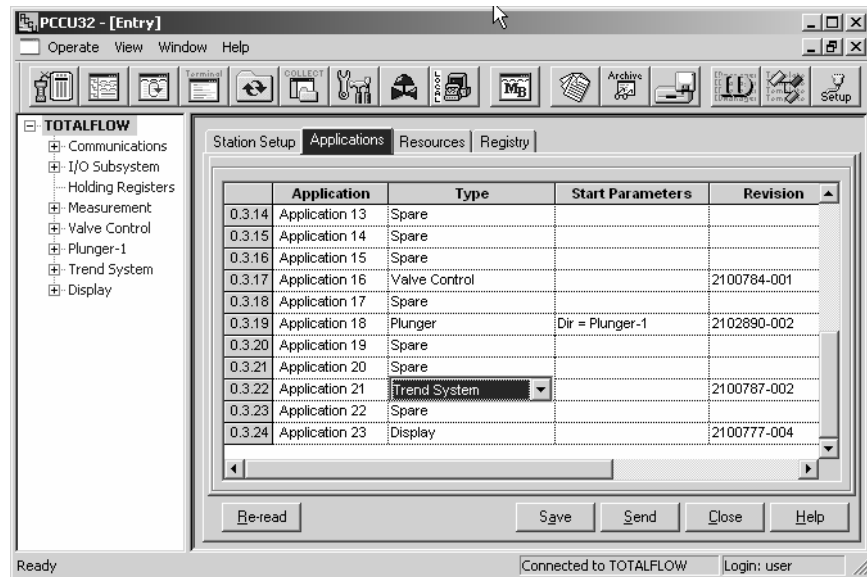 PCCU32 - [Entry]
Operate View Window Help
Terminal COLLECT LOCAL MB Archive Setup
TOTALFLOW
Communications
I/O Subsystem
Holding Registers
Measurement
Valve Control
Plunger-1
Trend System
Display
Station Setup Applications Resources Registry
Application Type Start Parameters Revision
0.3.14 Application 13 Spare
0.3.15 Application 14 Spare
0.3.16 Application 15 Spare
0.3.17 Application 16 Valve Control 2100784-001
0.3.18 Application 17 Spare
0.3.19 Application 18 Plunger Dir = Plunger-1 2102890-002
0.3.20 Application 19 Spare
0.3.21 Application 20 Spare
0.3.22 Application 21 Trend System 2100787-002
0.3.23 Application 22 Spare
0.3.24 Application 23 Display 2100777-004
Re-read Save Send Close Help
Ready Connected to TOTALFLOW Login: user